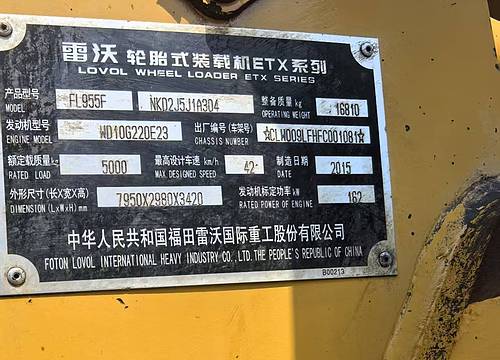 雷沃 轮胎式装载机ETX系列
LOVOL WHEEL LOADER ETX SERIES
产品型号 MODEL FL955F NKD2J5J1A304 整备质量 kg OPERATING WEIGHT 16810
发动机型号 ENGINE MODEL WD10G220E23 出厂编号(车架号) CHASSIS NUMBER ☆CLW009LFHFC001081☆
额定载质量 kg RATED LOAD 5000 最高设计车速 km/h MAX DESIGNED SPEED 42 制造日期 DATE 2015
外形尺寸(长X宽X高) DIMENSION (LxWxH) mm 7950X2980X3420 发动机标定功率 kW RATED POWER OF ENGINE 162
中华人民共和国福田雷沃国际重工股份有限公司
FOTON LOVOL INTERNATIONAL HEAVY INDUSTRY CO., LTD. THE PEOPLE'S REPUBLIC OF CHINA
B00213